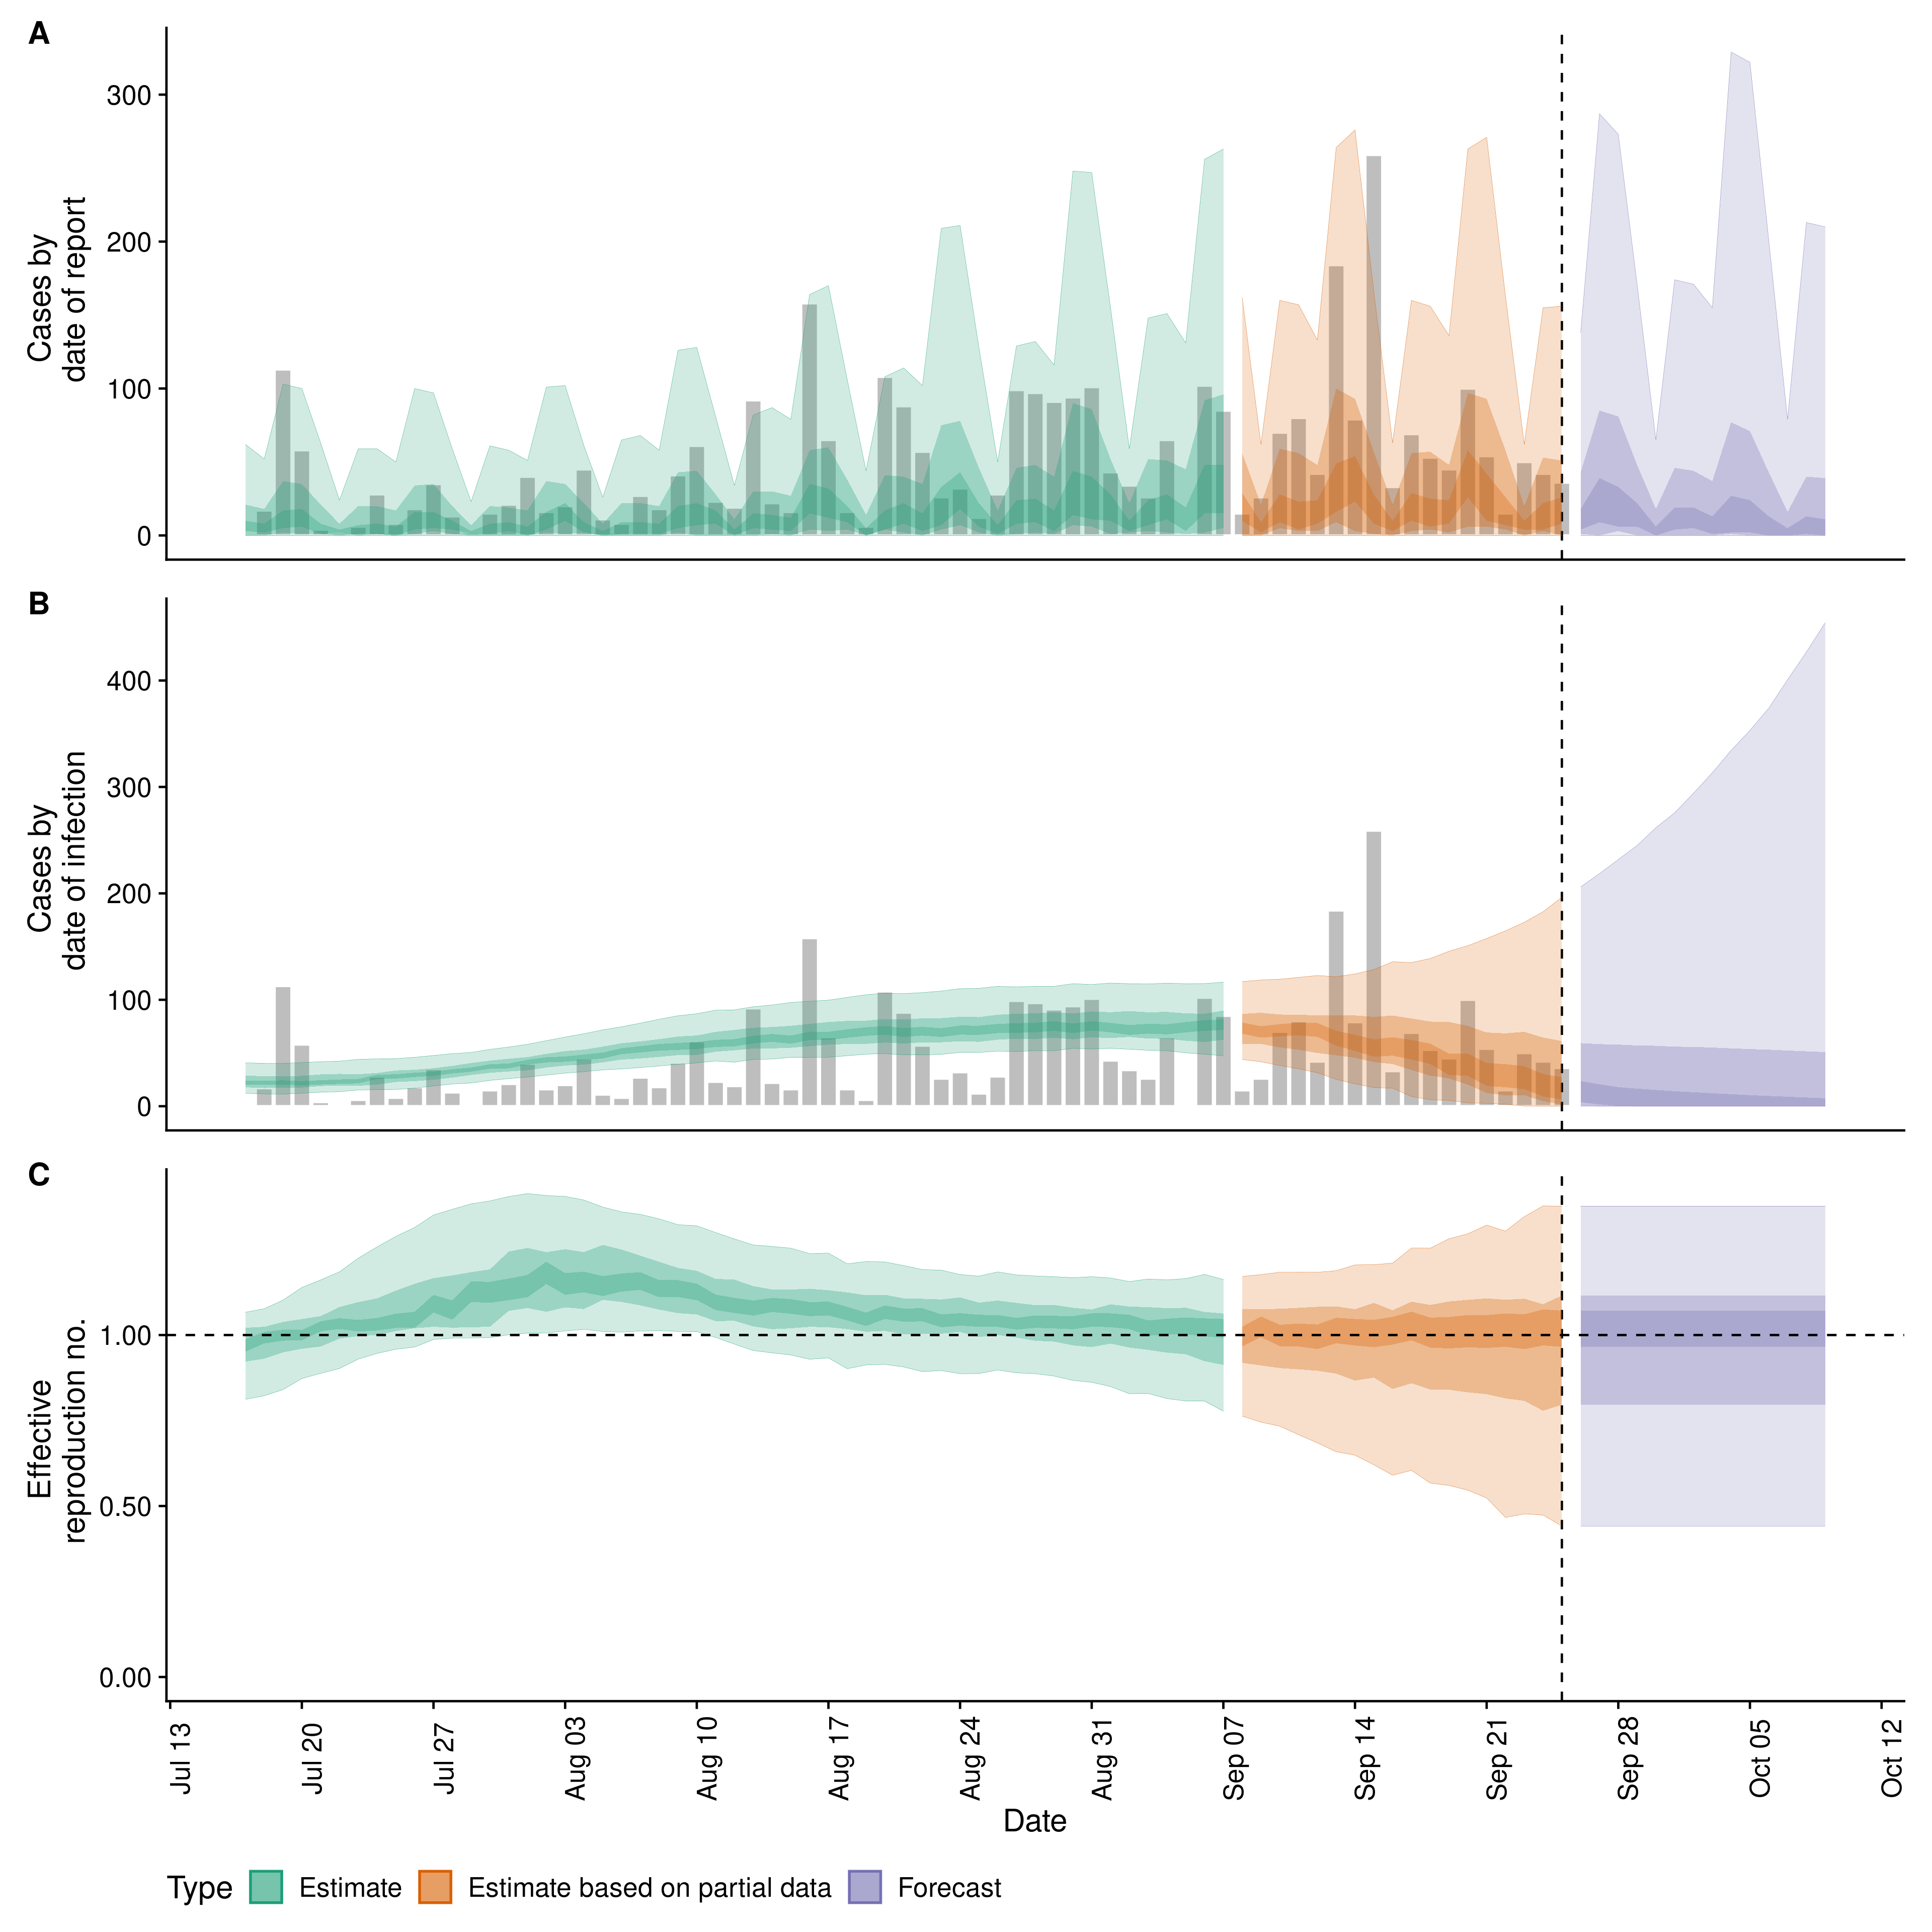 A
Cases by
date of report
300
200
100
0
B
Cases by
date of infection
400
300
200
100
0
C
Effective
reproduction no.
1.00
0.50
0.00
Jul 13
Jul 20
Jul 27
Aug 03
Aug 10
Aug 17
Aug 24
Aug 31
Sep 07
Sep 14
Sep 21
Sep 28
Oct 05
Oct 12
Date
Type Estimate Estimate based on partial data Forecast